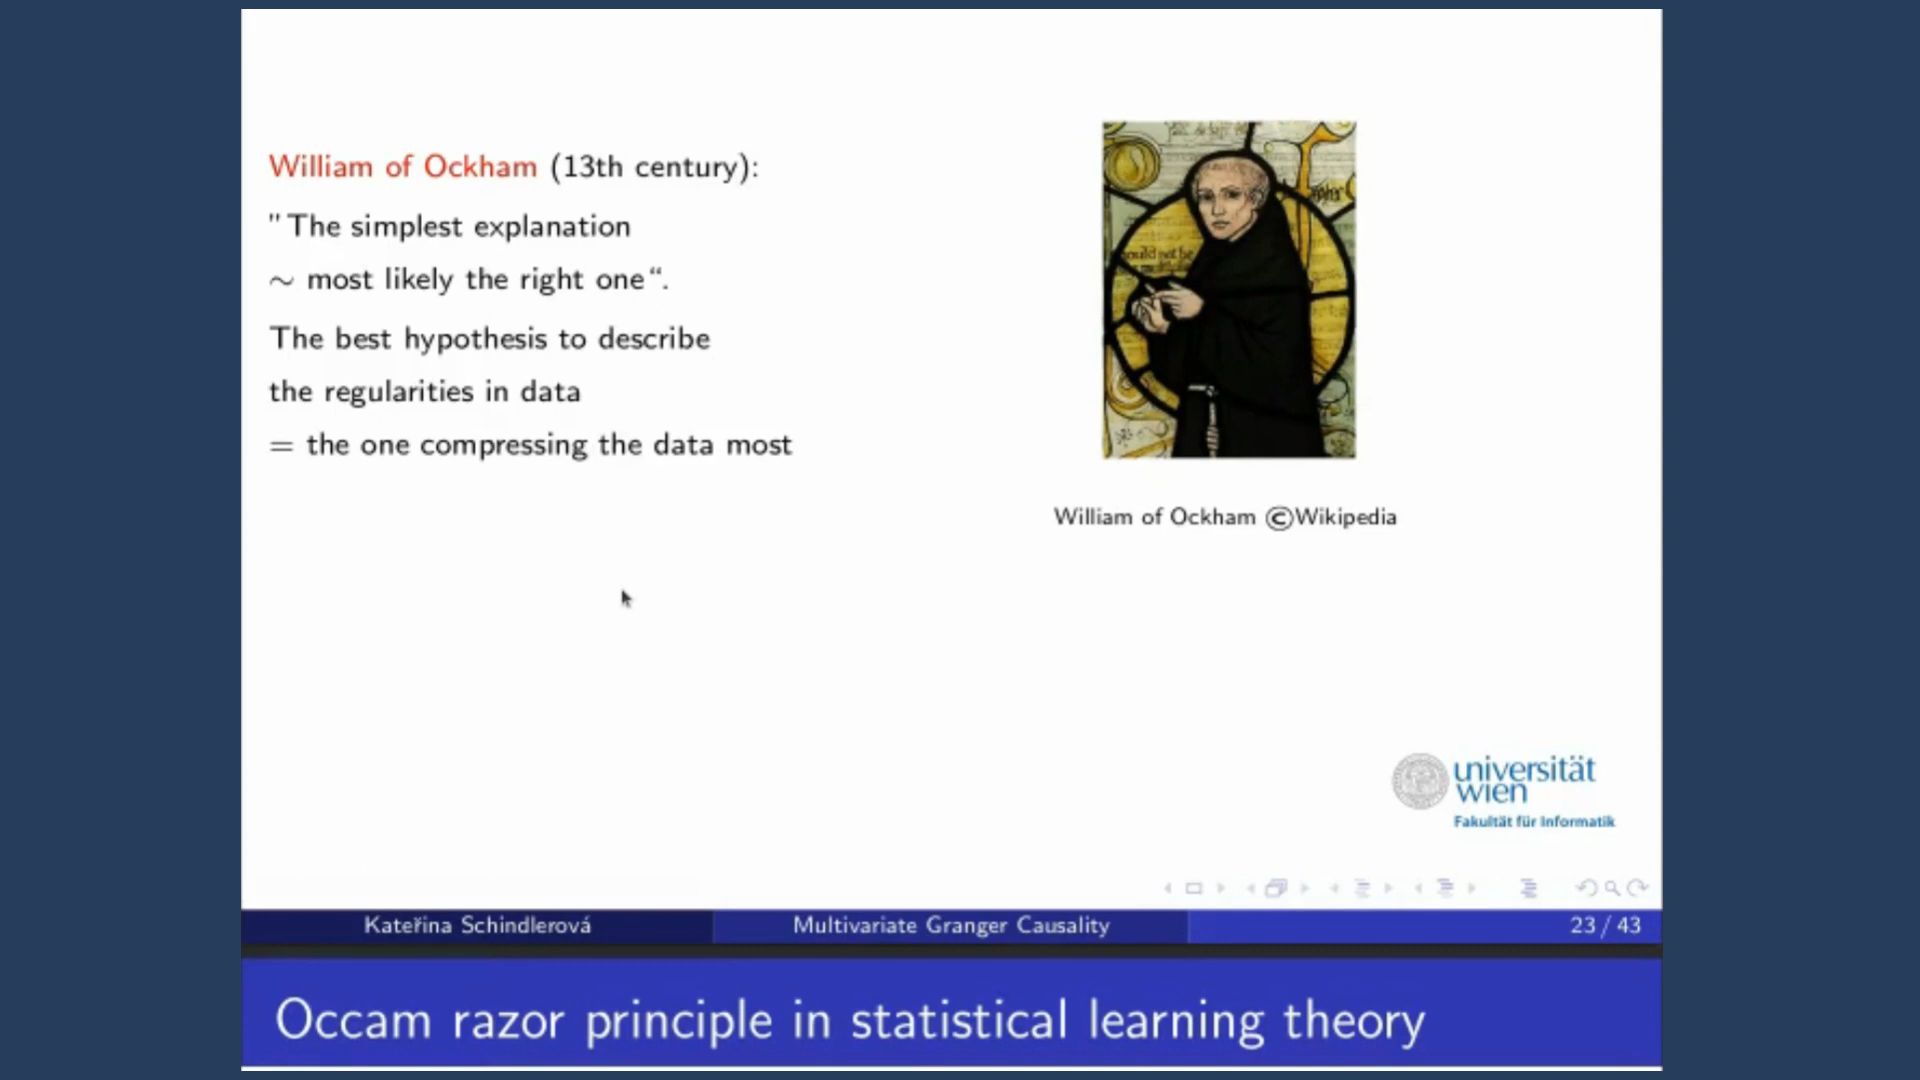 William of Ockham (13th century):
" The simplest explanation
∼ most likely the right one “.
The best hypothesis to describe
the regularities in data
= the one compressing the data most
William of Ockham ©Wikipedia
universität
wien
Fakultät für Informatik
Kateřina Schindlerová
Multivariate Granger Causality
23 / 43
Occam razor principle in statistical learning theory